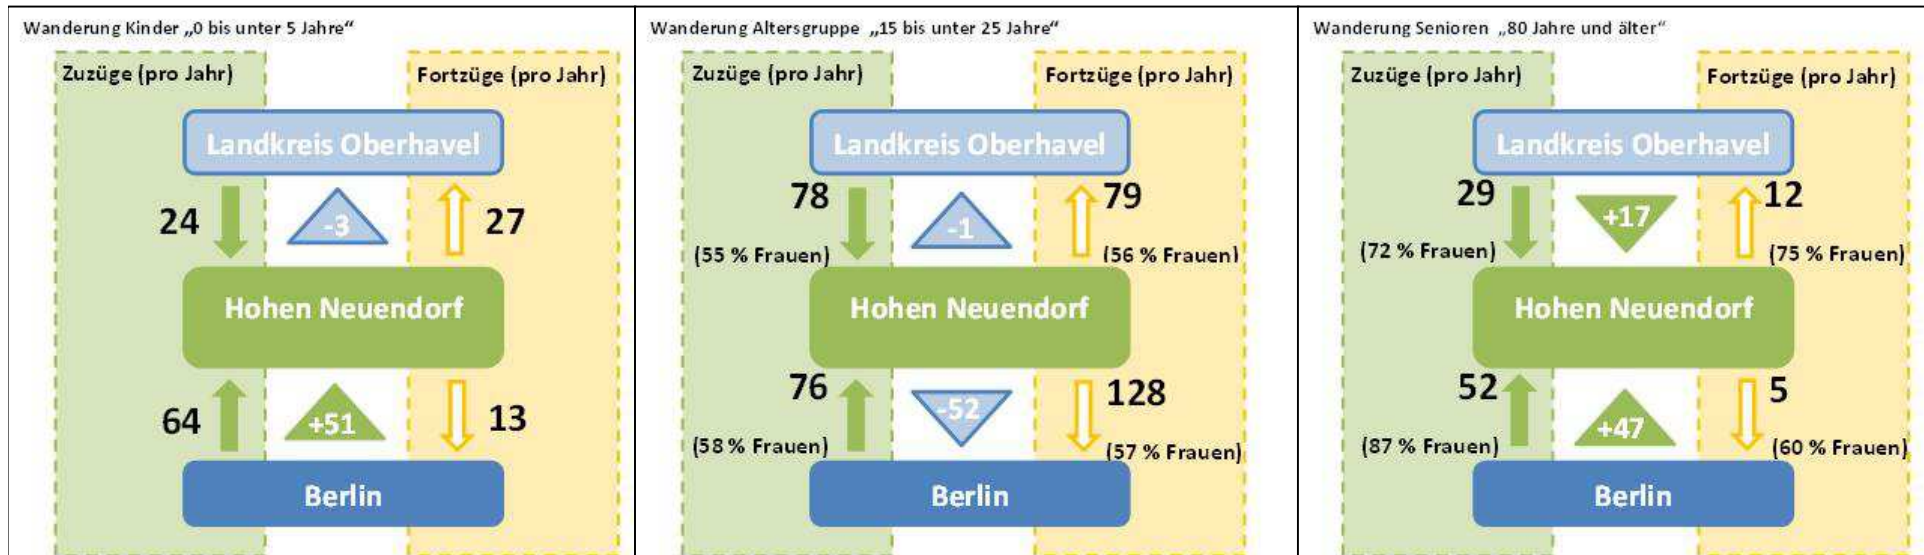 Wanderung Kinder „0 bis unter 5 Jahre“
Zuzüge (pro Jahr)
Fortzüge (pro Jahr)
Landkreis Oberhavel
24
-3
27
Hohen Neuendorf
64
+51
13
Berlin
Wanderung Altersgruppe „15 bis unter 25 Jahre“
Zuzüge (pro Jahr)
Fortzüge (pro Jahr)
Landkreis Oberhavel
78
-1
79
(55 % Frauen)
(56 % Frauen)
Hohen Neuendorf
76
-52
128
(58 % Frauen)
(57 % Frauen)
Berlin
Wanderung Senioren „80 Jahre und älter“
Zuzüge (pro Jahr)
Fortzüge (pro Jahr)
Landkreis Oberhavel
29
+17
12
(72 % Frauen)
(75 % Frauen)
Hohen Neuendorf
52
+47
5
(87 % Frauen)
(60 % Frauen)
Berlin